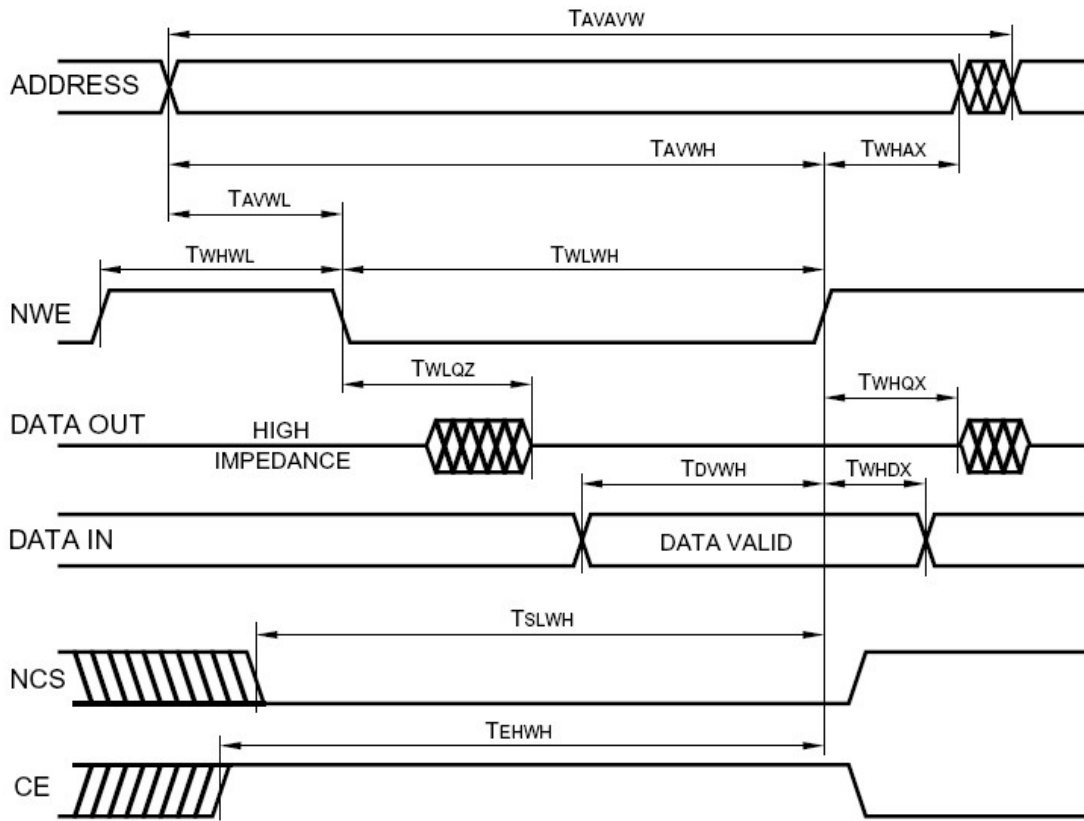 TAVAVW
ADDRESS
TAVWH
TWHAX
TAVWL
TWHWL
TWLWH
NWE
TWLQZ
TWHQX
DATA OUT
HIGH
IMPEDANCE
TDVWH
TWHDX
DATA IN
DATA VALID
TSLWH
NCS
TEHWH
CE